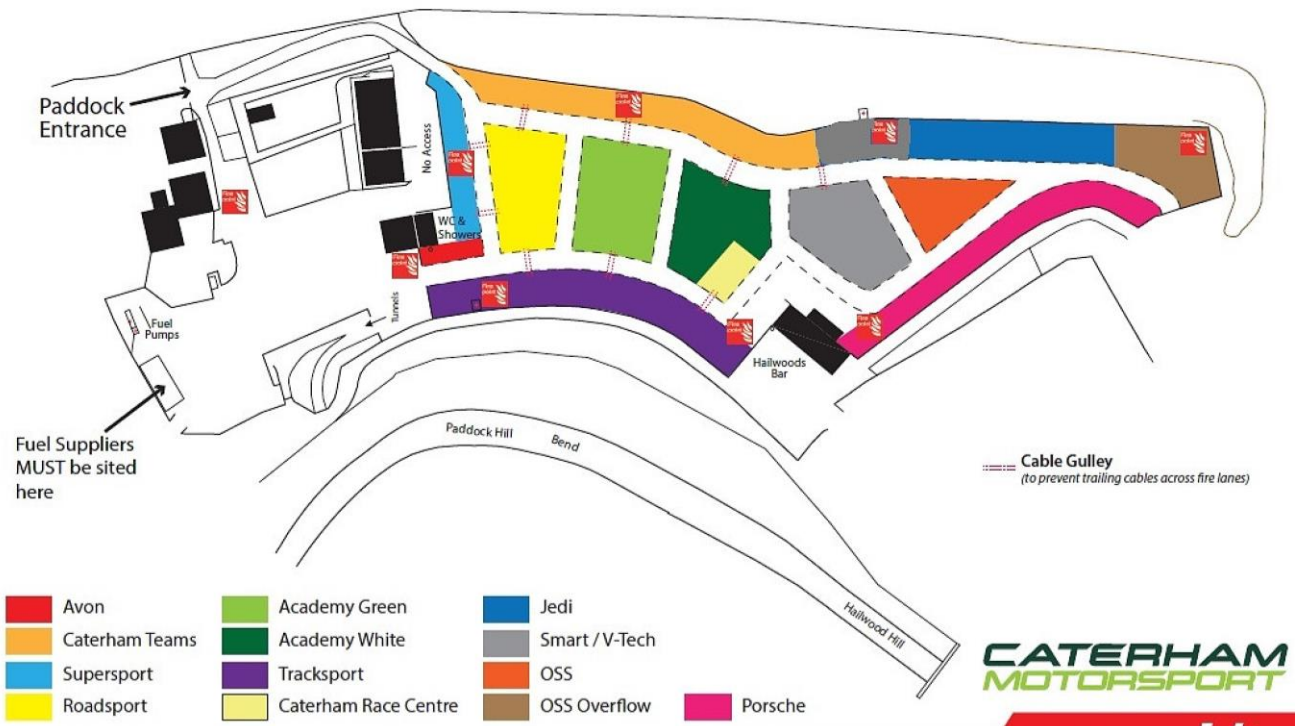 Paddock
Entrance
No Access
WC &
Showers
Tunnels
Fuel
Pumps
Fuel Suppliers
MUST be sited
here
Hailwoods
Bar
Paddock Hill Bend
Hailwood Hill
Cable Gulley
(to prevent trailing cables across fire lanes)
Avon
Caterham Teams
Supersport
Roadsport
Academy Green
Academy White
Tracksport
Caterham Race Centre
Jedi
Smart / V-Tech
OSS
OSS Overflow
Porsche
CATERHAM
MOTORSPORT